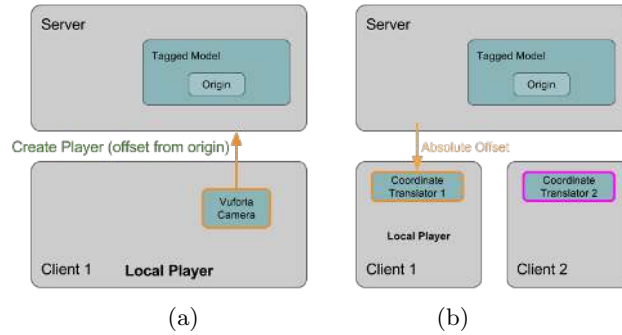 Server
Tagged Model
Origin
Create Player (offset from origin)
Vuforia
Camera
Client 1
Local Player
(a)
Server
Tagged Model
Origin
Absolute Offset
Coordinate
Translator 1
Local Player
Client 1
Coordinate
Translator 2
Client 2
(b)